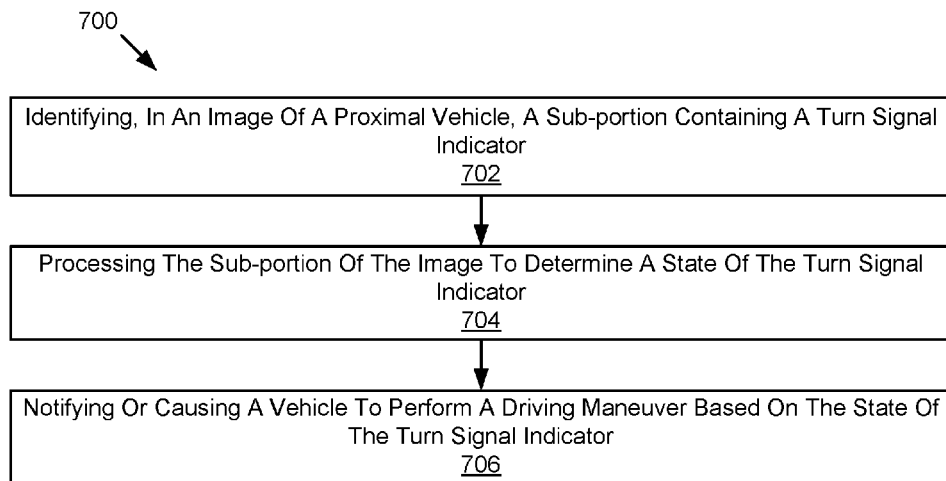 700
Identifying, In An Image Of A Proximal Vehicle, A Sub-portion Containing A Turn Signal
Indicator
702
Processing The Sub-portion Of The Image To Determine A State Of The Turn Signal
Indicator
704
Notifying Or Causing A Vehicle To Perform A Driving Maneuver Based On The State Of
The Turn Signal Indicator
706